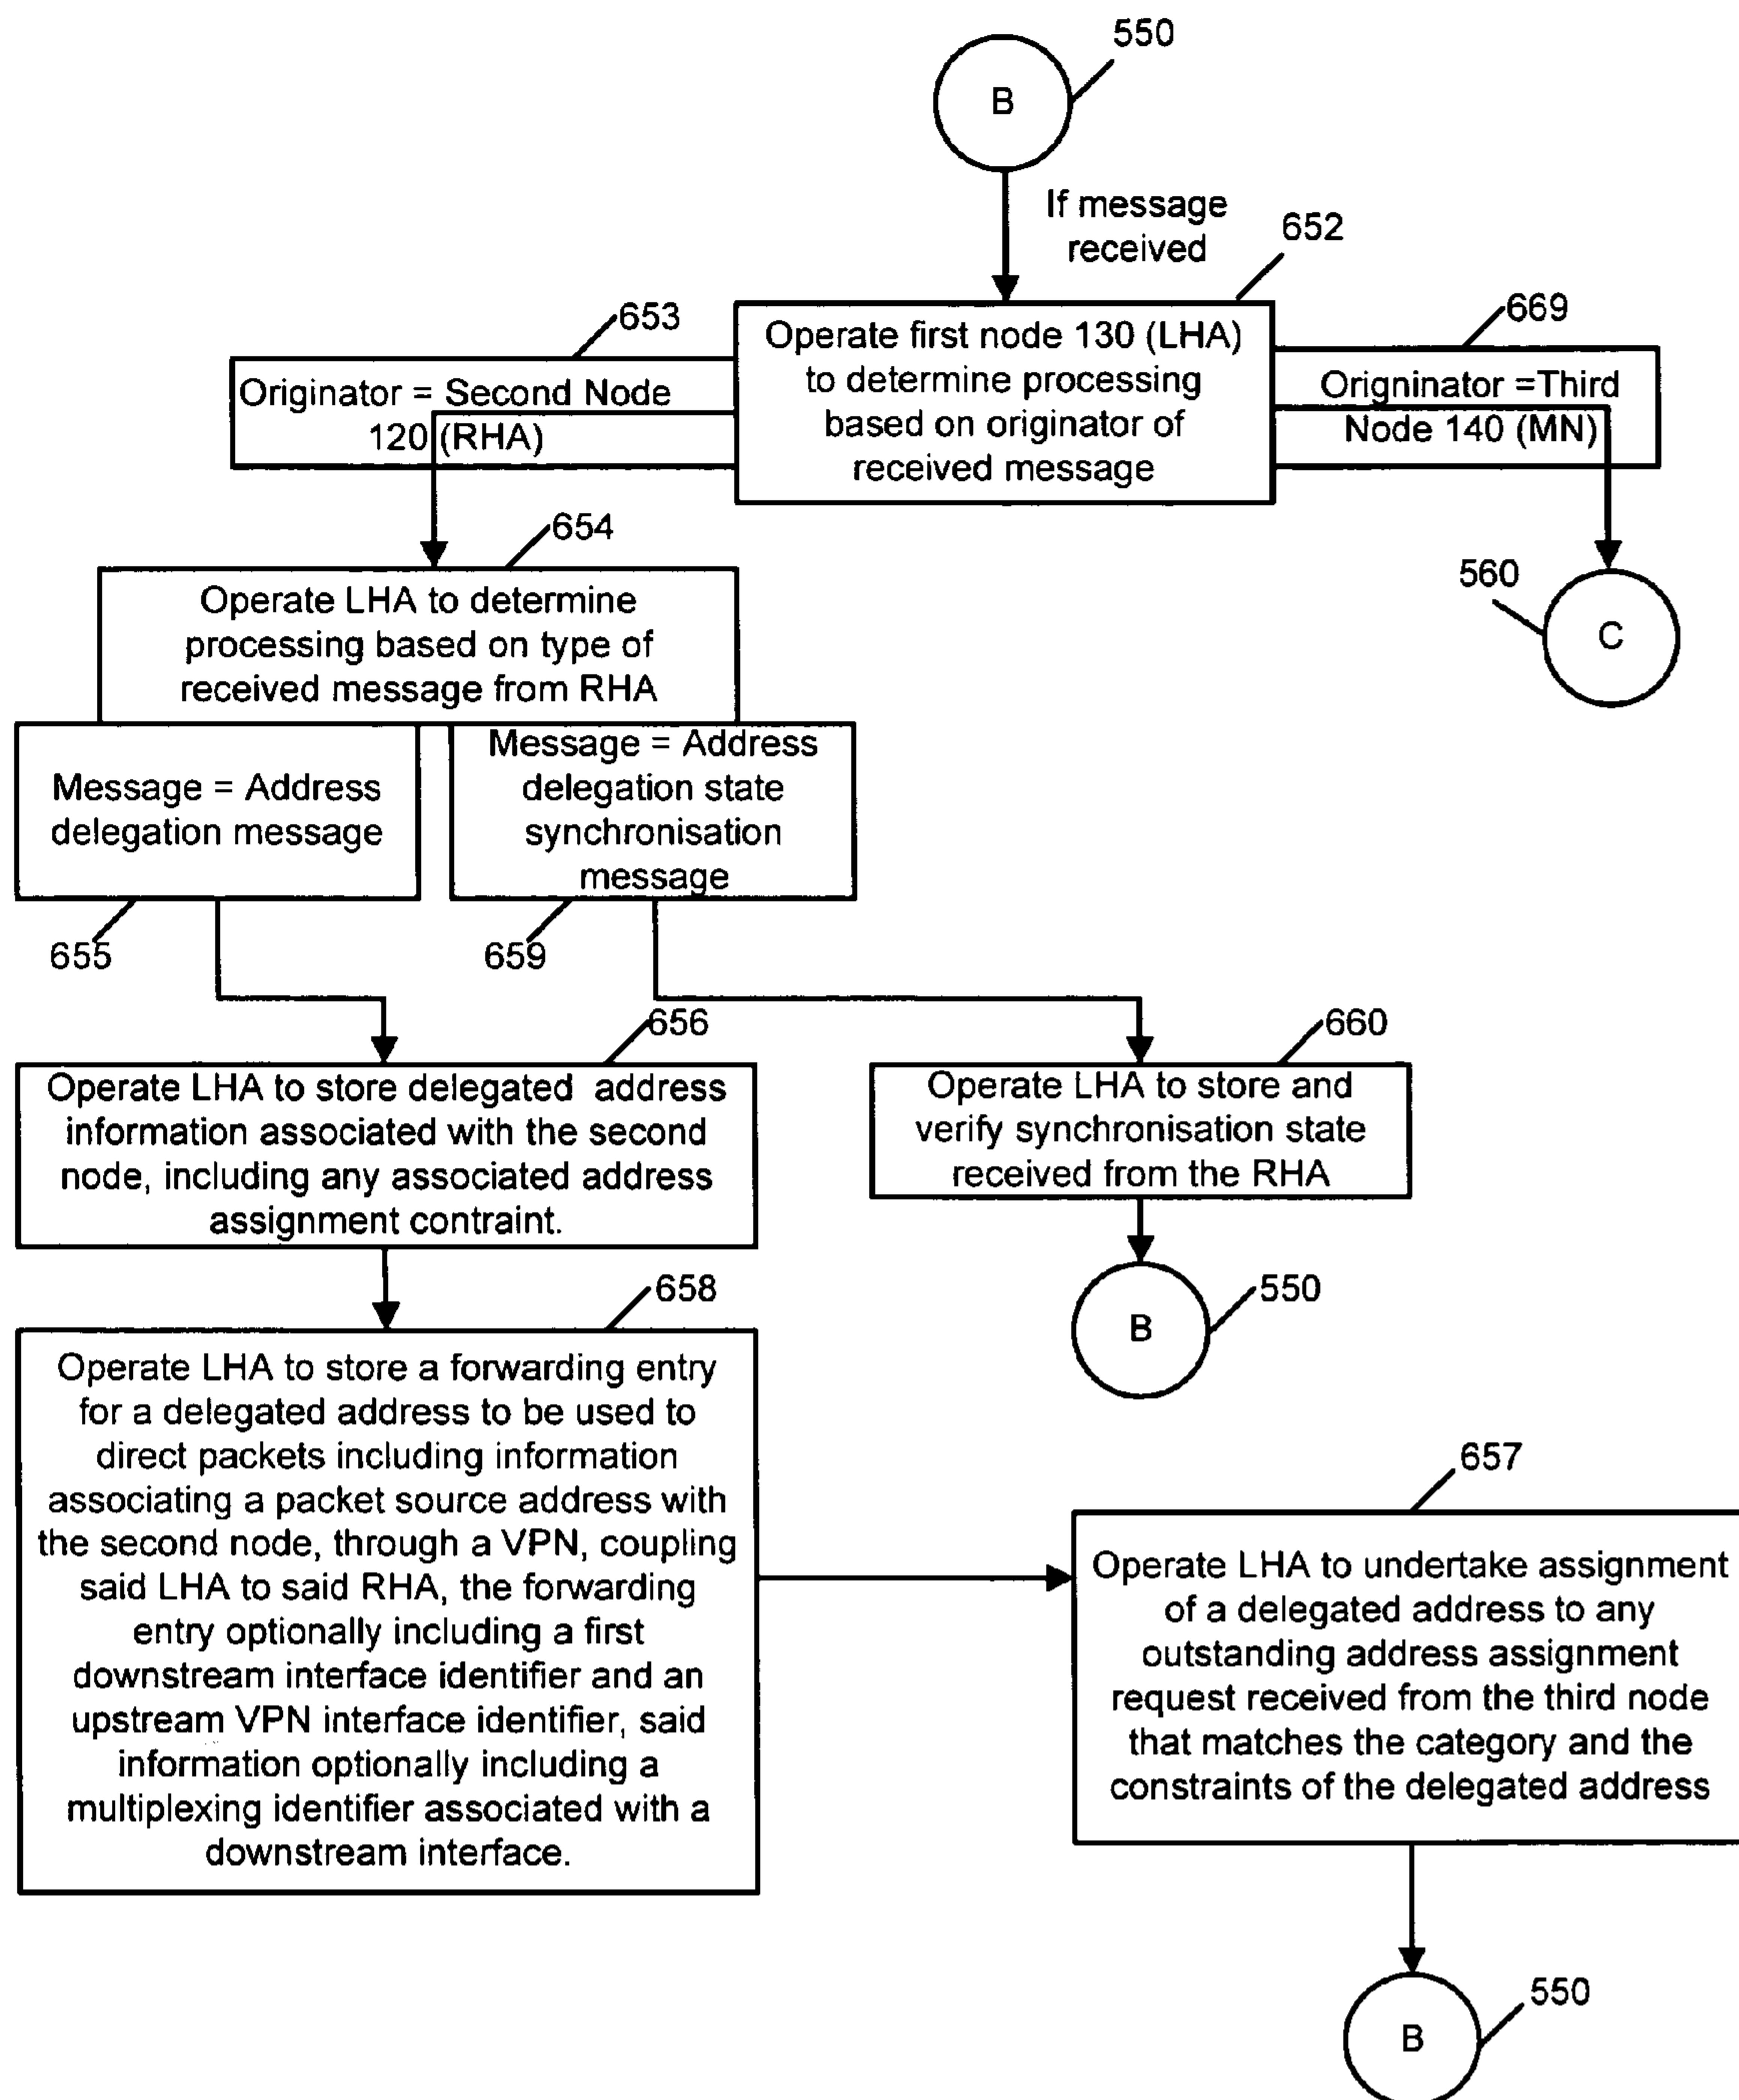 550
B
If message
received
652
653
669
Operate first node 130 (LHA)
to determine processing
based on originator of
received message
Originator = Second Node
120 (RHA)
Origninator =Third
Node 140 (MN)
654
560
C
Operate LHA to determine
processing based on type of
received message from RHA
Message = Address
delegation message
Message = Address
delegation state
synchronisation
message
655
659
656
660
Operate LHA to store delegated address
information associated with the second
node, including any associated address
assignment contraint.
Operate LHA to store and
verify synchronisation state
received from the RHA
658
550
B
Operate LHA to store a forwarding entry
for a delegated address to be used to
direct packets including information
associating a packet source address with
the second node, through a VPN, coupling
said LHA to said RHA, the forwarding
entry optionally including a first
downstream interface identifier and an
upstream VPN interface identifier, said
information optionally including a
multiplexing identifier associated with a
downstream interface.
657
Operate LHA to undertake assignment
of a delegated address to any
outstanding address assignment
request received from the third node
that matches the category and the
constraints of the delegated address
550
B